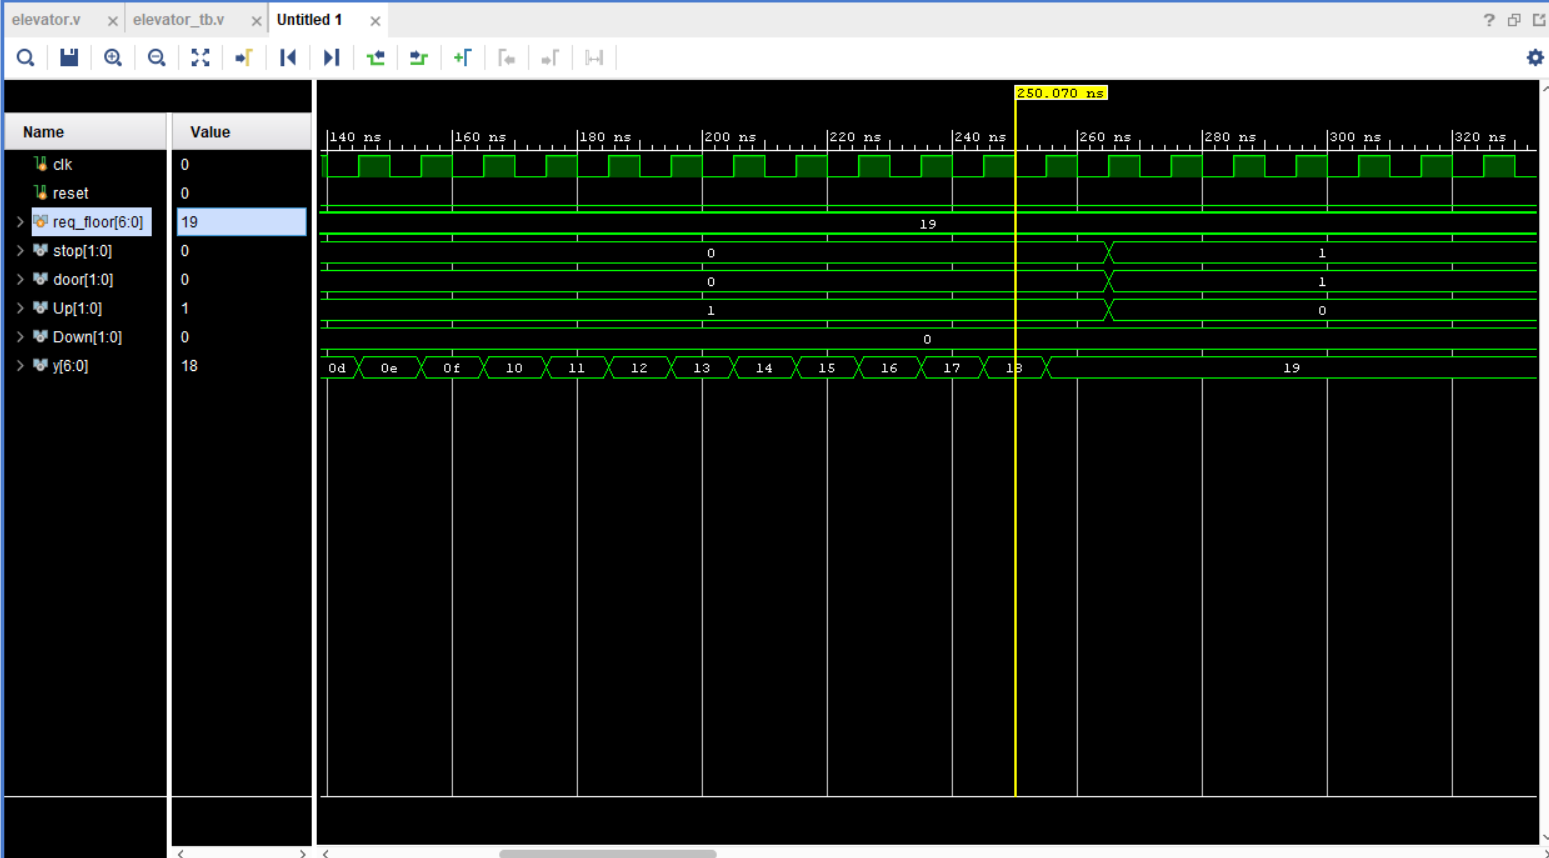 elevator.v × elevator_tb.v × Untitled 1 × ?
250.070 ns
Name Value
140 ns 160 ns 180 ns 200 ns 220 ns 240 ns 260 ns 280 ns 300 ns 320 ns
clk 0
reset 0
req_floor[6:0] 19 19
stop[1:0] 0 0 1
door[1:0] 0 0 1
Up[1:0] 1 1 0
Down[1:0] 0 0
y[6:0] 18 0d 0e 0f 10 11 12 13 14 15 16 17 18 19